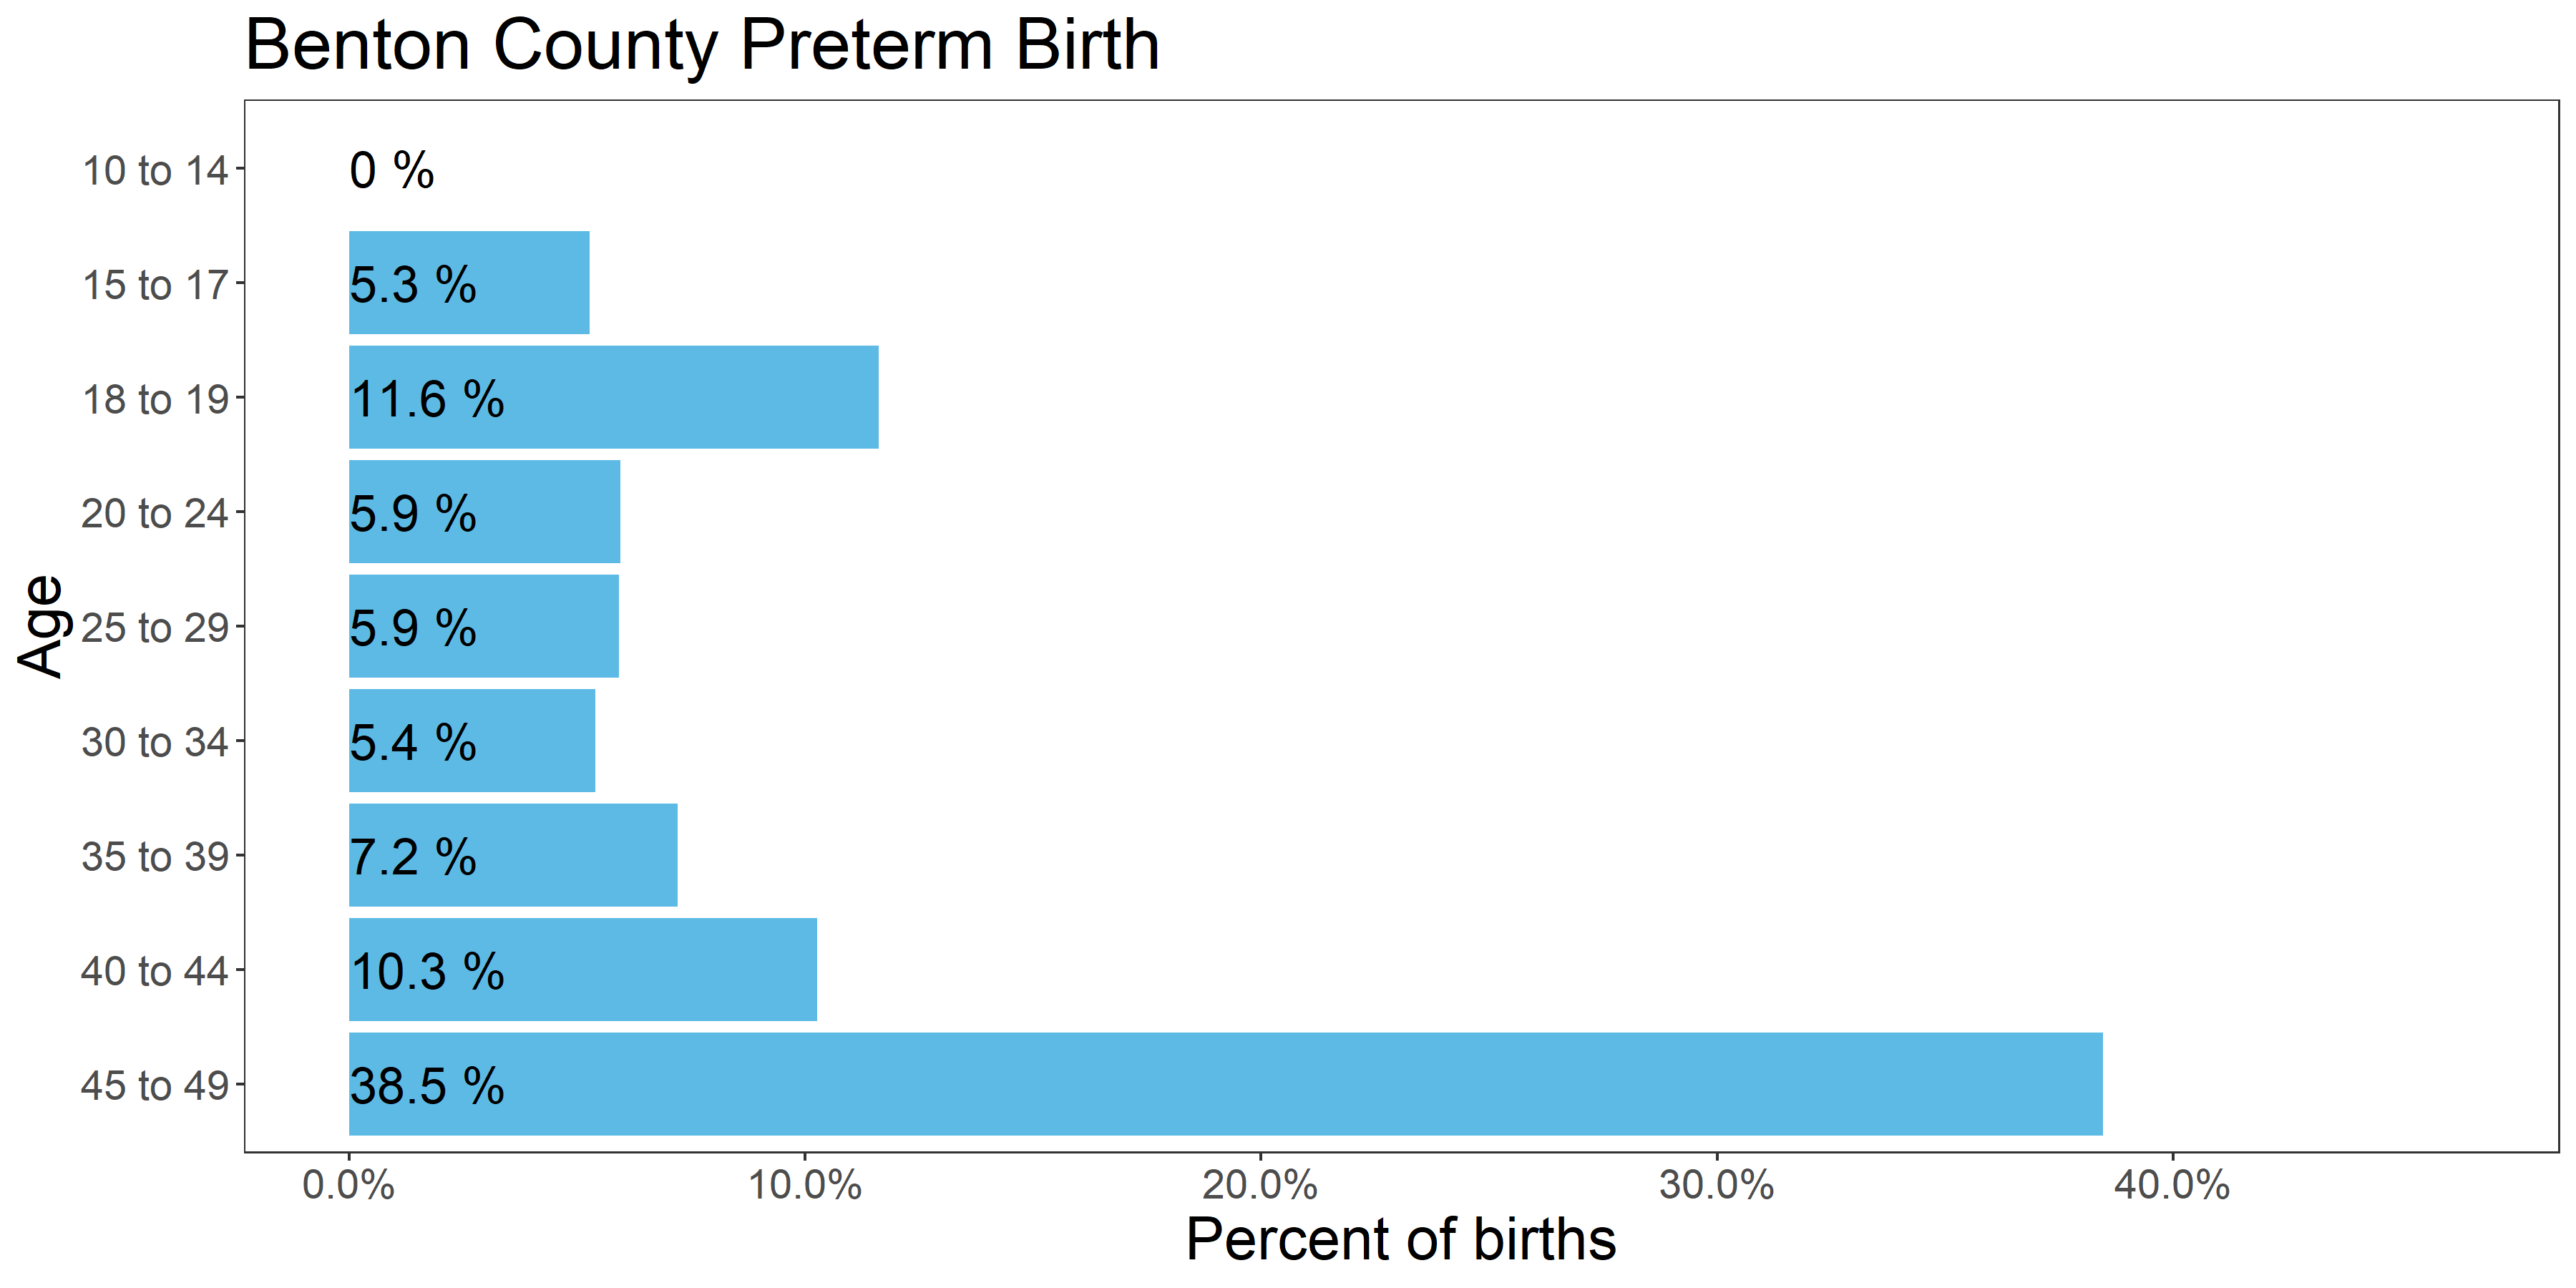 Benton County Preterm Birth
Age
10 to 14 0 %
15 to 17 5.3 %
18 to 19 11.6 %
20 to 24 5.9 %
25 to 29 5.9 %
30 to 34 5.4 %
35 to 39 7.2 %
40 to 44 10.3 %
45 to 49 38.5 %
0.0% 10.0% 20.0% 30.0% 40.0%
Percent of births